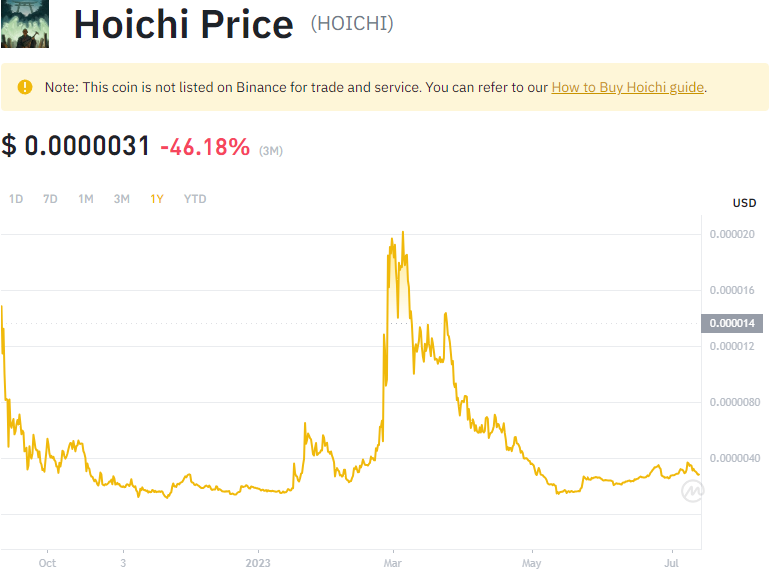 Hoichi Price (HOICHI)
Note: This coin is not listed on Binance for trade and service. You can refer to our How to Buy Hoichi guide.
$ 0.0000031 -46.18% (3M)
1D 7D 1M 3M 1Y YTD
USD
0.000020
0.000016
0.000014
0.000012
0.0000080
0.0000040
Oct 3 2023 Mar May Jul